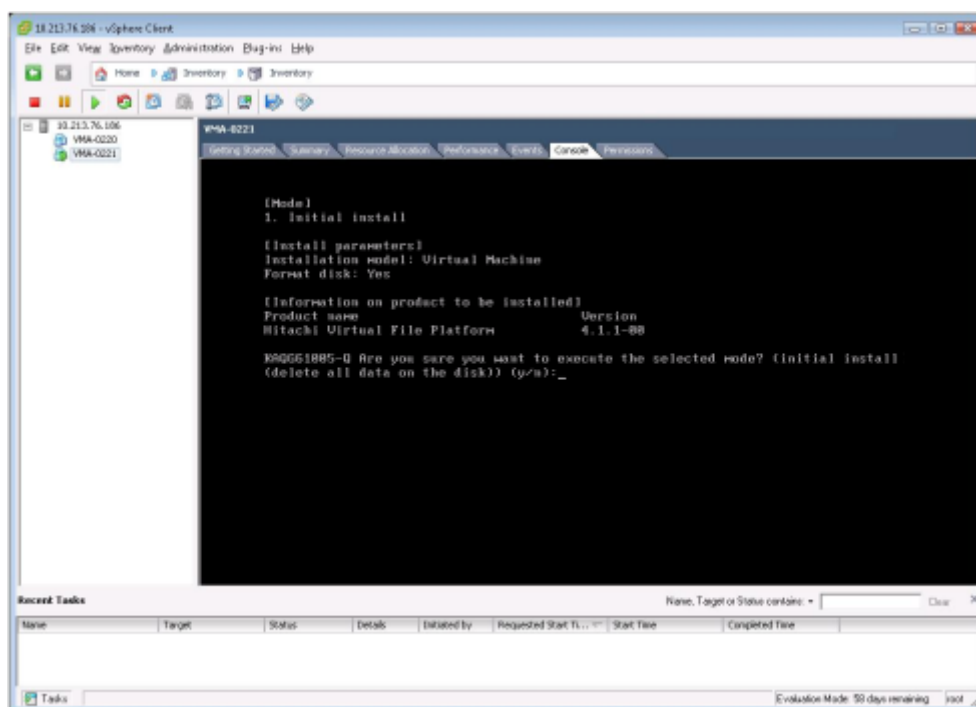 10.213.76.106 - vSphere Client
File Edit View Inventory Administration Plug-ins Help
Home Inventory Inventory
10.213.76.106
VMA-0220
VMA-0221
VMA-0221
Getting Started Summary Resource Allocation Performance Events Console Permissions
[Mode]
1. Initial install
[Install parameters]
Installation model: Virtual Machine
Format disk: Yes
[Information on product to be installed]
Product name Version
Hitachi Virtual File Platform 4.1.1-00
KAQG61005-Q Are you sure you want to execute the selected mode? (initial install
(delete all data on the disk)) (y/n):_
Recent Tasks
Name, Target or Status contains: Clear
Name Target Status Details Initiated by Requested Start Ti... Start Time Completed Time
Tasks
Evaluation Mode: 58 days remaining root